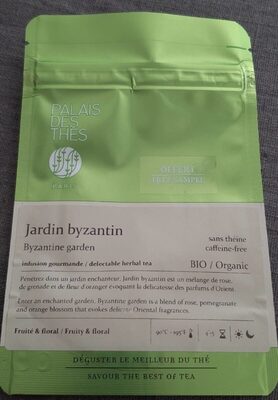 PALAIS
DES
THÉS
PARIS
OFFERT
FREE SAMPLE
Jardin byzantin
Byzantine garden
sans théine
caffeine-free
infusion gourmande / delectable herbal tea
BIO / Organic
Pénétrez dans un jardin enchanteur. Jardin byzantin est un mélange de rose,
de grenade et de fleur d'oranger évoquant la délicatesse des parfums d'Orient.
Enter an enchanted garden. Byzantine garden is a blend of rose, pomegranate
and orange blossom that evokes delicate Oriental fragrances.
Fruité & floral / Fruity & floral
DÉGUSTER LE MEILLEUR DU THÉ
SAVOUR THE BEST OF TEA